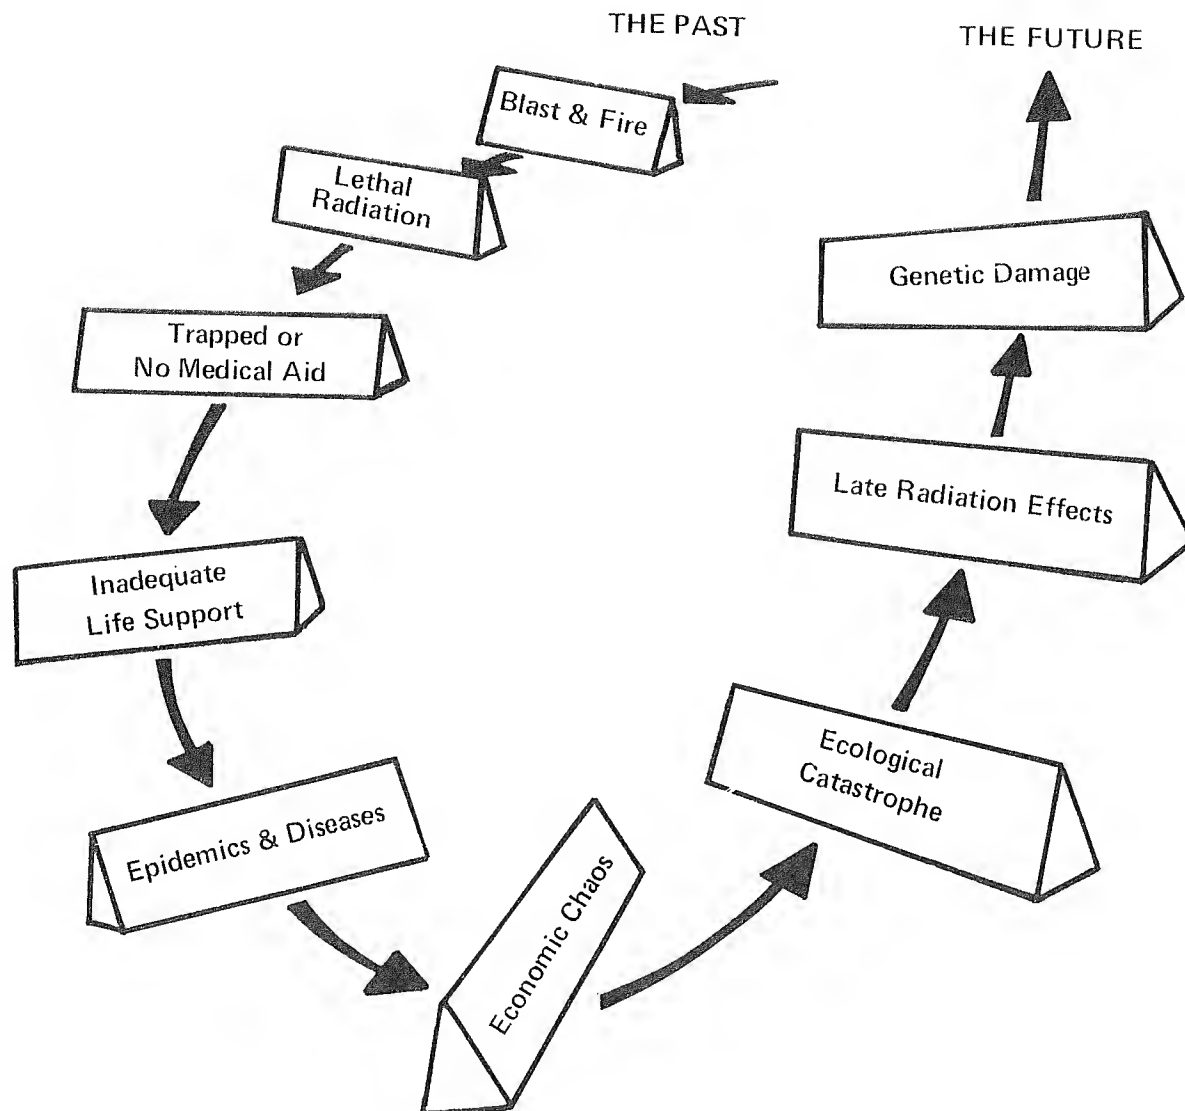 THE PAST
THE FUTURE
Blast & Fire
Lethal
Radiation
Trapped or
No Medical Aid
Inadequate
Life Support
Epidemics & Diseases
Economic Chaos
Ecological
Catastrophe
Late Radiation Effects
Genetic Damage